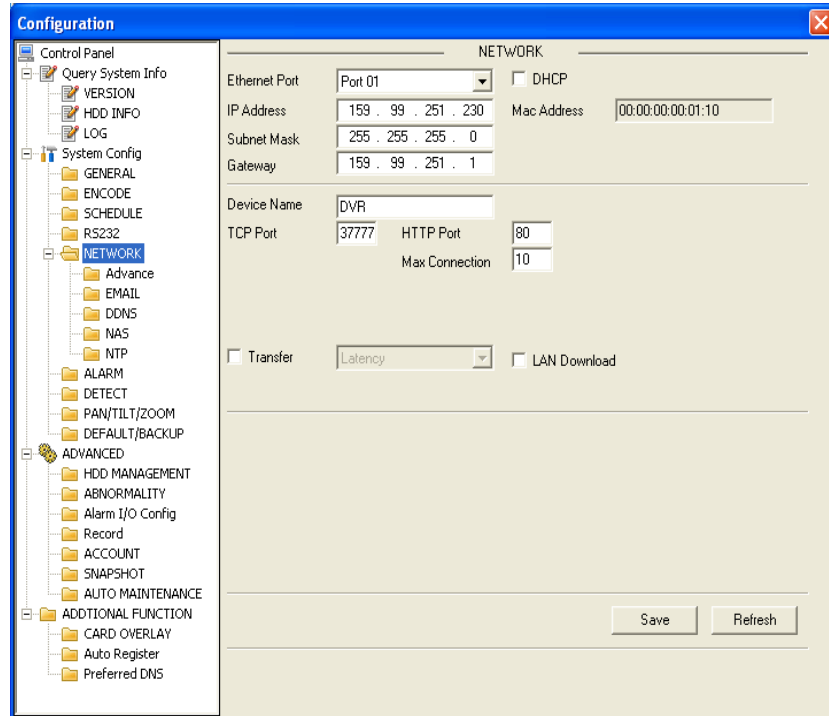 Configuration
Control Panel
Query System Info
VERSION
HDD INFO
LOG
System Config
GENERAL
ENCODE
SCHEDULE
RS232
NETWORK
Advance
EMAIL
DDNS
NAS
NTP
ALARM
DETECT
PAN/TILT/ZOOM
DEFAULT/BACKUP
ADVANCED
HDD MANAGEMENT
ABNORMALITY
Alarm I/O Config
Record
ACCOUNT
SNAPSHOT
AUTO MAINTENANCE
ADDTIONAL FUNCTION
CARD OVERLAY
Auto Register
Preferred DNS
NETWORK
Ethernet Port Port 01 DHCP
IP Address 159 . 99 . 251 . 230 Mac Address 00:00:00:00:01:10
Subnet Mask 255 . 255 . 255 . 0
Gateway 159 . 99 . 251 . 1
Device Name DVR
TCP Port 37777 HTTP Port 80
Max Connection 10
Transfer Latency LAN Download
Save Refresh